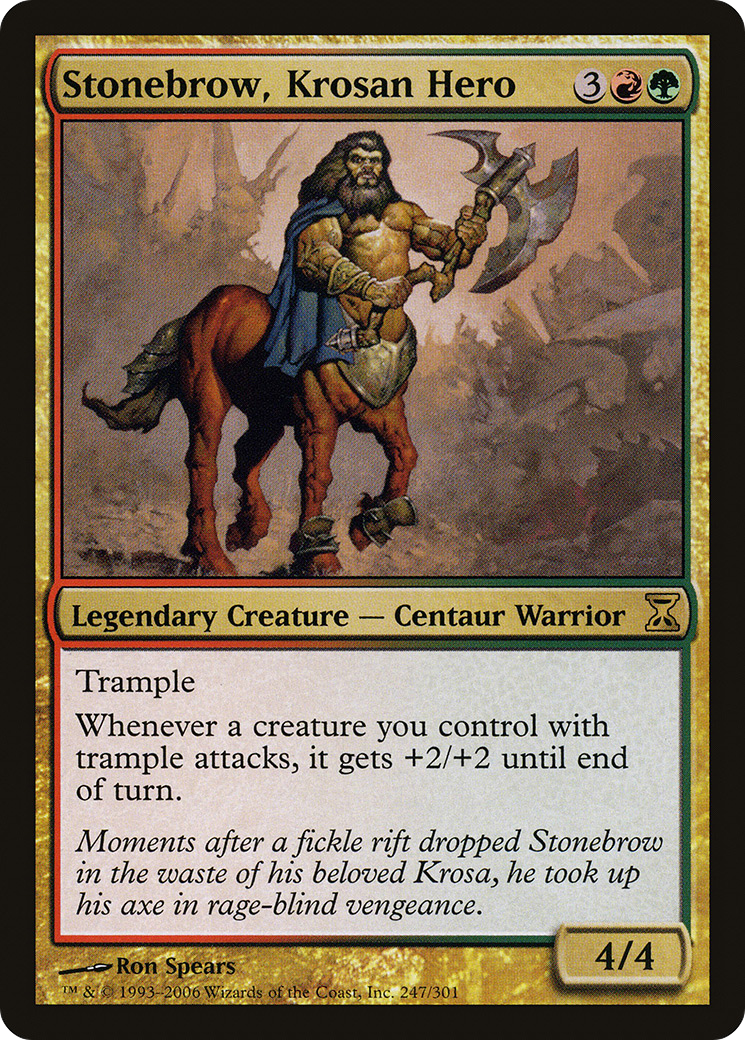 Stonebrow, Krosan Hero 3
Legendary Creature — Centaur Warrior
Trample
Whenever a creature you control with
trample attacks, it gets +2/+2 until end
of turn.
Moments after a fickle rift dropped Stonebrow
in the waste of his beloved Krosa, he took up
his axe in rage-blind vengeance.
4/4
Ron Spears
™ & © 1993–2006 Wizards of the Coast, Inc. 247/301